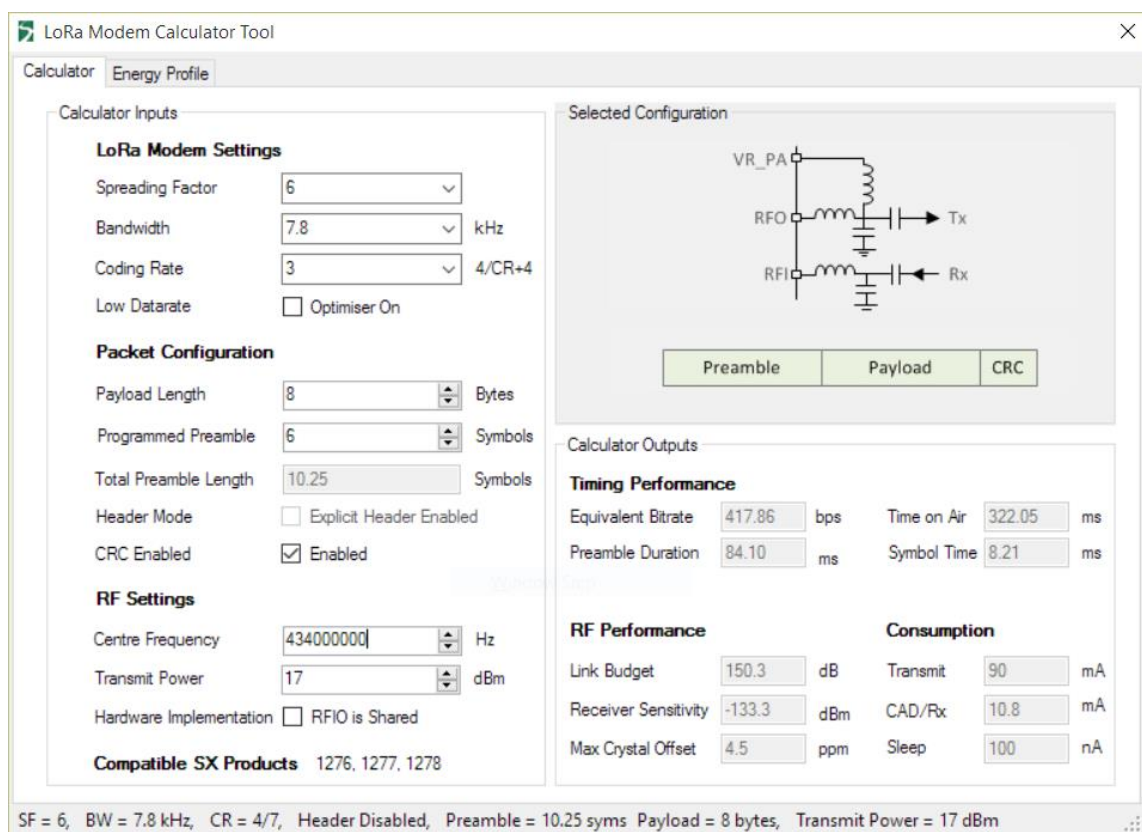 LoRa Modem Calculator Tool
Calculator Energy Profile
Calculator Inputs
LoRa Modem Settings
Spreading Factor 6
Bandwidth 7.8 kHz
Coding Rate 3 4/CR+4
Low Datarate Optimiser On
Packet Configuration
Payload Length 8 Bytes
Programmed Preamble 6 Symbols
Total Preamble Length 10.25 Symbols
Header Mode Explicit Header Enabled
CRC Enabled Enabled
RF Settings
Centre Frequency 434000000 Hz
Transmit Power 17 dBm
Hardware Implementation RFIO is Shared
Compatible SX Products 1276, 1277, 1278
Selected Configuration
VR_PA
RFO Tx
RFI Rx
Preamble Payload CRC
Calculator Outputs
Timing Performance
Equivalent Bitrate 417.86 bps Time on Air 322.05 ms
Preamble Duration 84.10 ms Symbol Time 8.21 ms
RF Performance Consumption
Link Budget 150.3 dB Transmit 90 mA
Receiver Sensitivity -133.3 dBm CAD/Rx 10.8 mA
Max Crystal Offset 4.5 ppm Sleep 100 nA
SF = 6, BW = 7.8 kHz, CR = 4/7, Header Disabled, Preamble = 10.25 syms Payload = 8 bytes, Transmit Power = 17 dBm